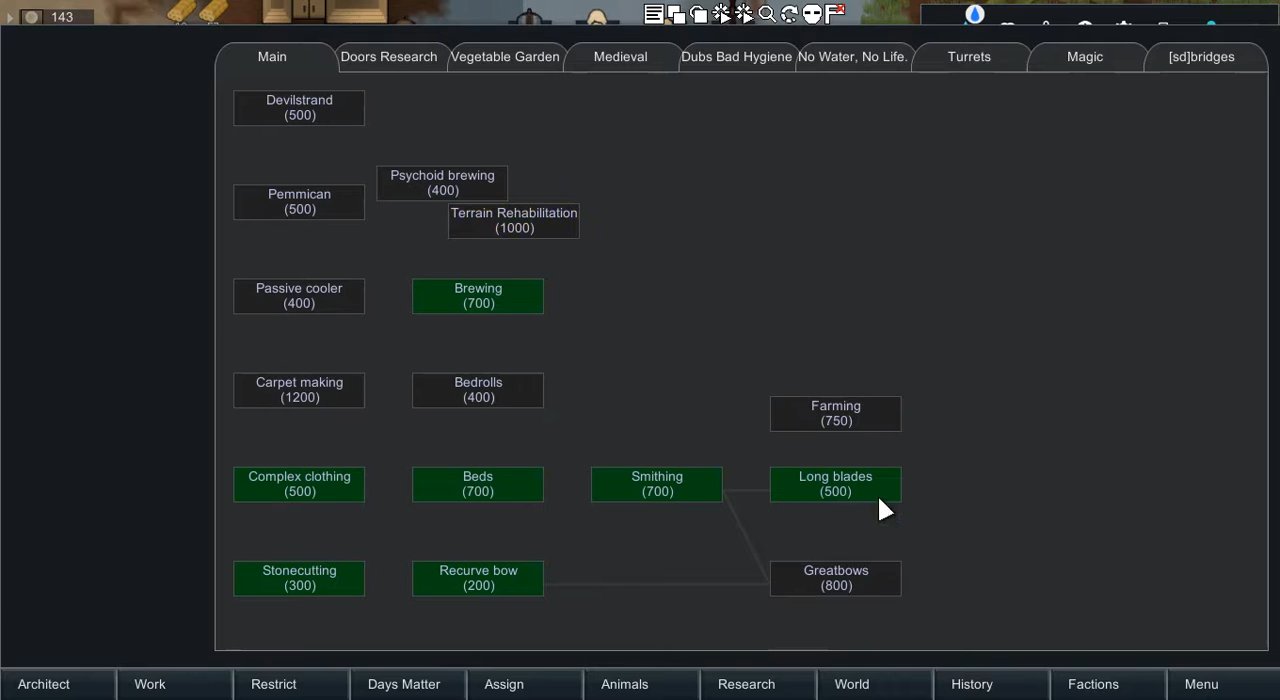 143
Main
Doors Research
Vegetable Garden
Medieval
Dubs Bad Hygiene
No Water, No Life.
Turrets
Magic
[sd]bridges
Devilstrand
(500)
Psychoid brewing
(400)
Pemmican
(500)
Terrain Rehabilitation
(1000)
Passive cooler
(400)
Brewing
(700)
Carpet making
(1200)
Bedrolls
(400)
Farming
(750)
Complex clothing
(500)
Beds
(700)
Smithing
(700)
Long blades
(500)
Stonecutting
(300)
Recurve bow
(200)
Greatbows
(800)
Architect
Work
Restrict
Days Matter
Assign
Animals
Research
World
History
Factions
Menu